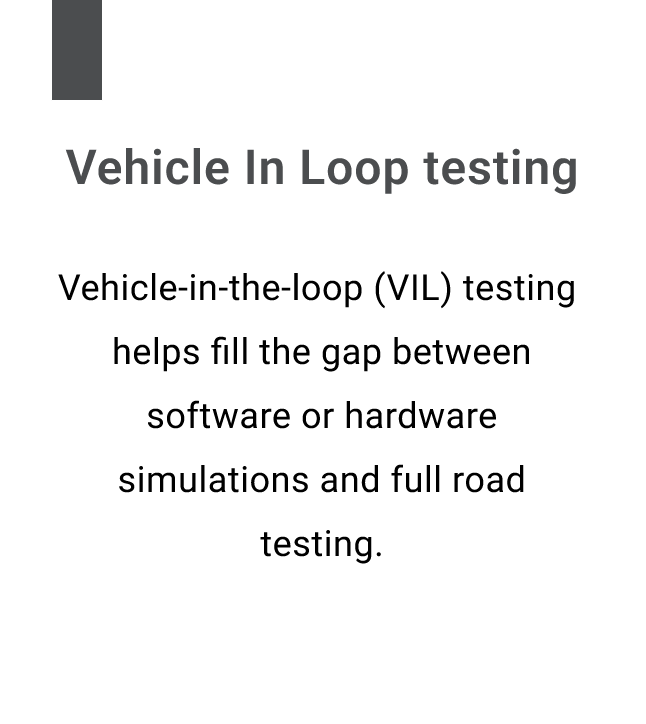 Vehicle In Loop testing
Vehicle-in-the-loop (VIL) testing
helps fill the gap between
software or hardware
simulations and full road
testing.